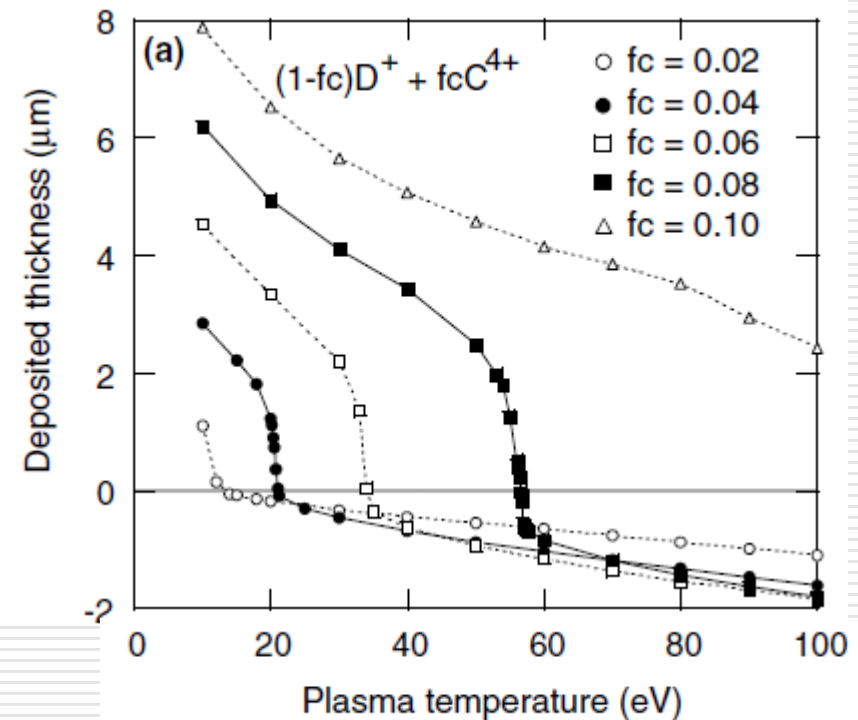 8
6
4
2
0
-2
Deposited thickness (μm)
(a)
(1-fc)D⁺ + fcC⁴⁺
fc = 0.02
fc = 0.04
fc = 0.06
fc = 0.08
fc = 0.10
0 20 40 60 80 100
Plasma temperature (eV)